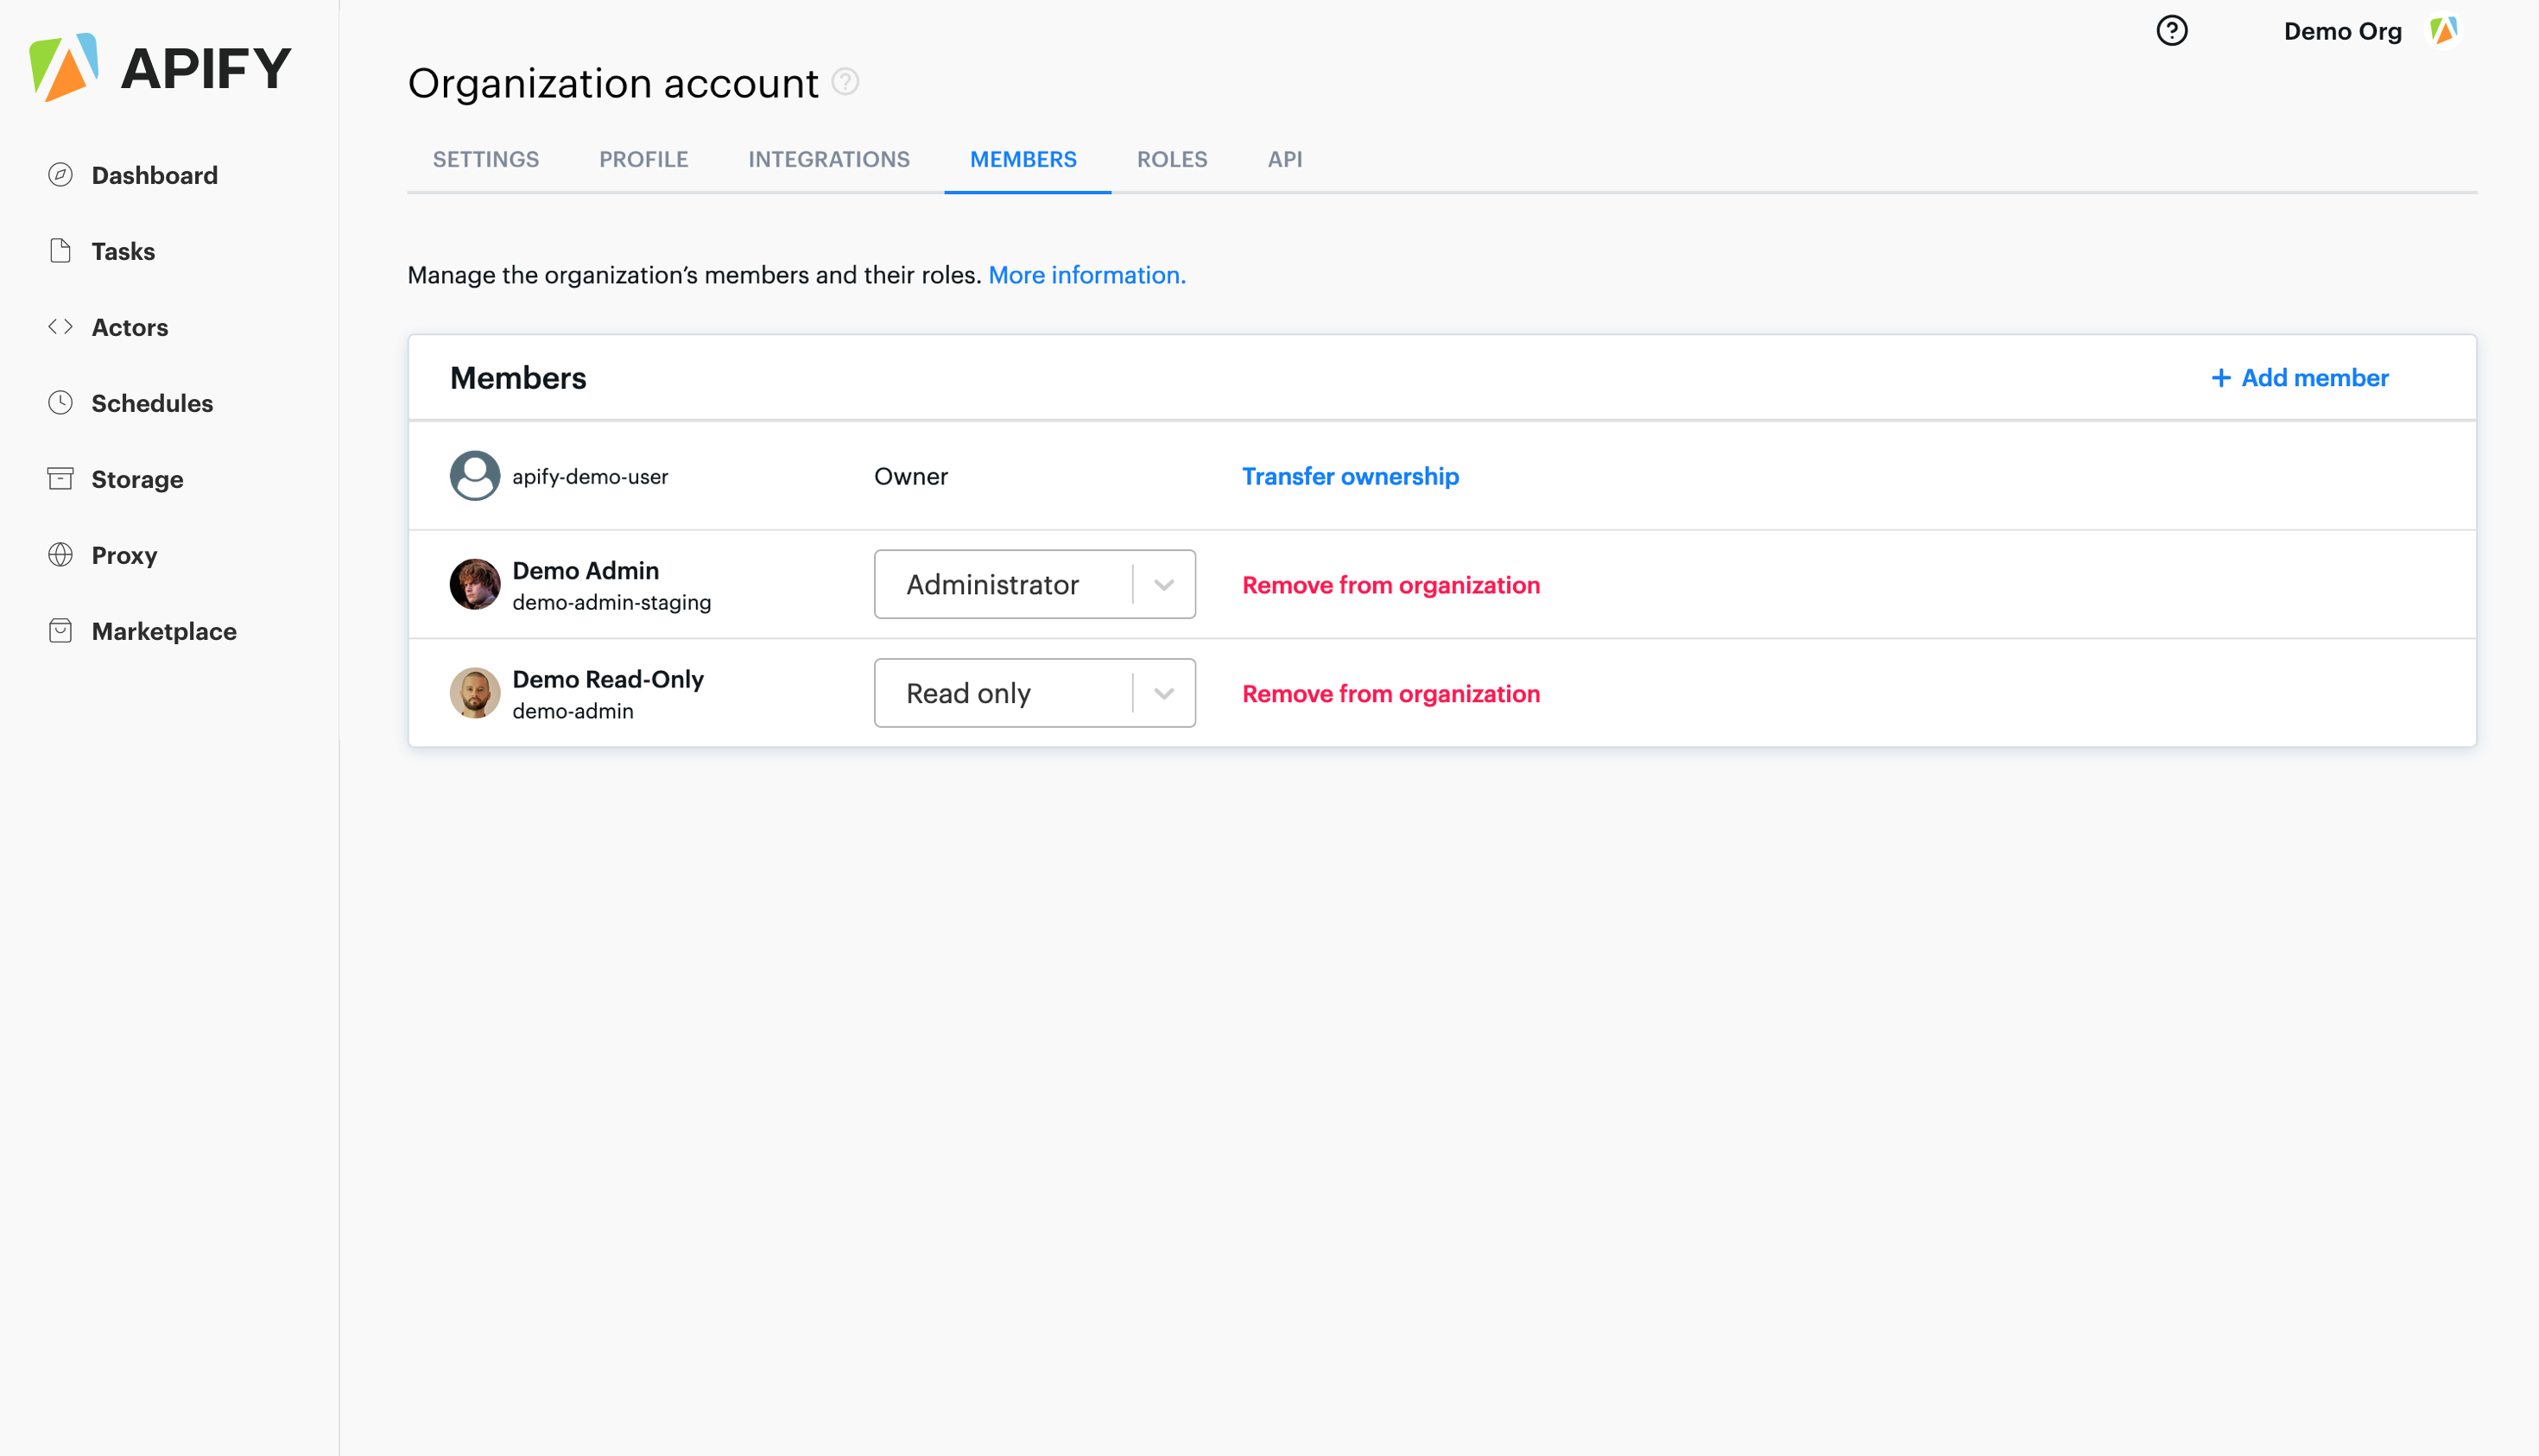 APIFY
Dashboard
Tasks
Actors
Schedules
Storage
Proxy
Marketplace
Demo Org
Organization account
SETTINGS PROFILE INTEGRATIONS MEMBERS ROLES API
Manage the organization’s members and their roles. More information.
Members + Add member
apify-demo-user Owner Transfer ownership
Demo Admin
demo-admin-staging
Administrator Remove from organization
Demo Read-Only
demo-admin
Read only Remove from organization